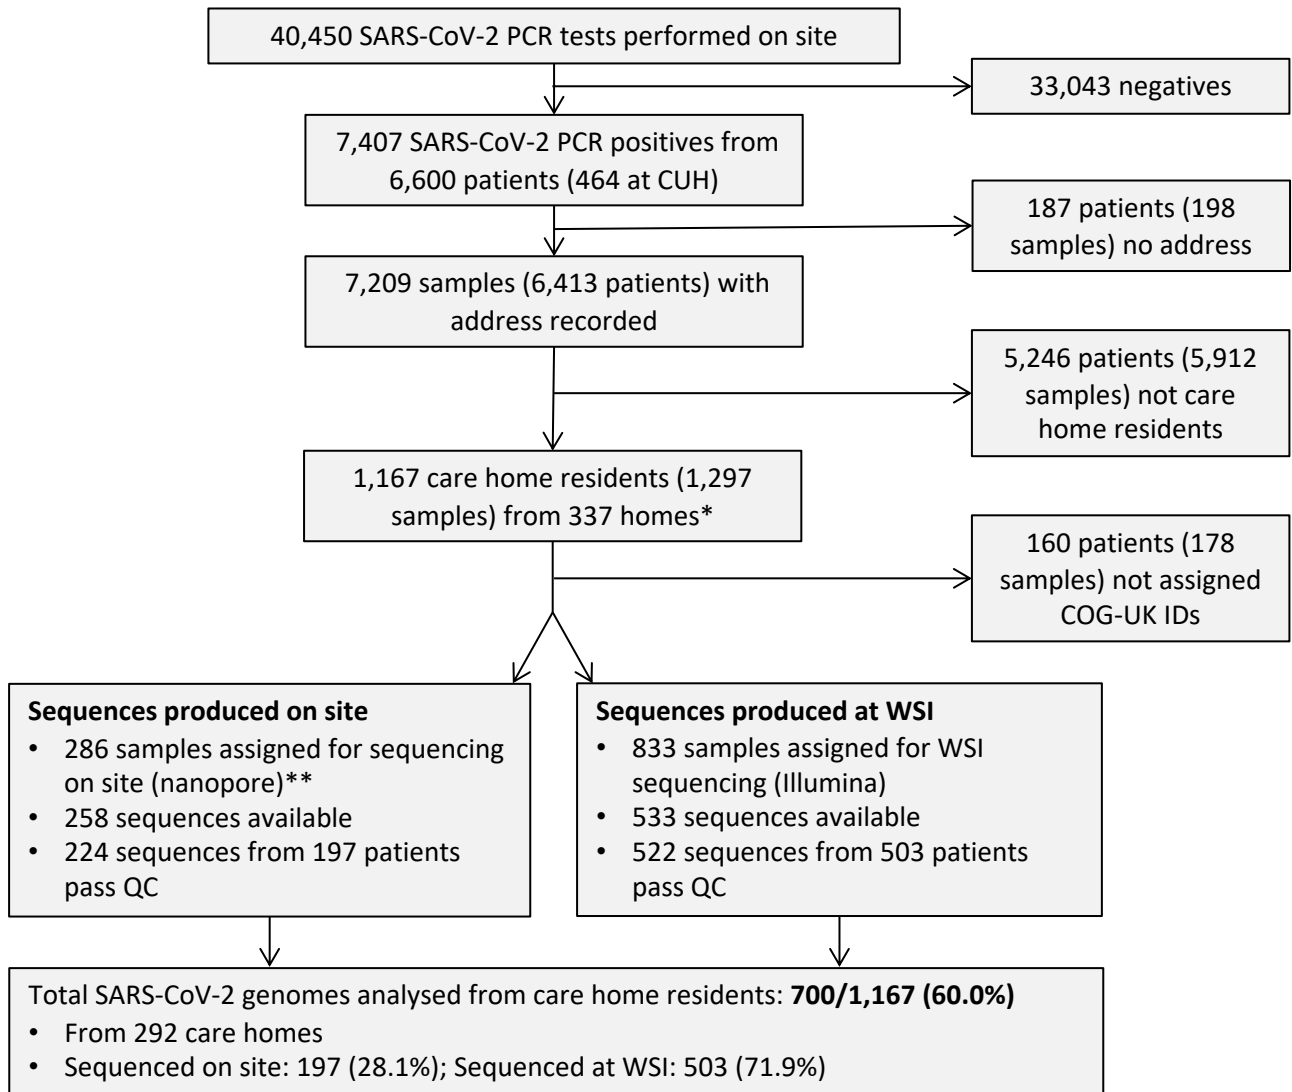 40,450 SARS-CoV-2 PCR tests performed on site
33,043 negatives
7,407 SARS-CoV-2 PCR positives from
6,600 patients (464 at CUH)
187 patients (198
samples) no address
7,209 samples (6,413 patients) with
address recorded
5,246 patients (5,912
samples) not care
home residents
1,167 care home residents (1,297
samples) from 337 homes*
160 patients (178
samples) not assigned
COG-UK IDs
Sequences produced on site
• 286 samples assigned for sequencing
on site (nanopore)**
• 258 sequences available
• 224 sequences from 197 patients
pass QC
Sequences produced at WSI
• 833 samples assigned for WSI
sequencing (Illumina)
• 533 sequences available
• 522 sequences from 503 patients
pass QC
Total SARS-CoV-2 genomes analysed from care home residents: 700/1,167 (60.0%)
• From 292 care homes
• Sequenced on site: 197 (28.1%); Sequenced at WSI: 503 (71.9%)